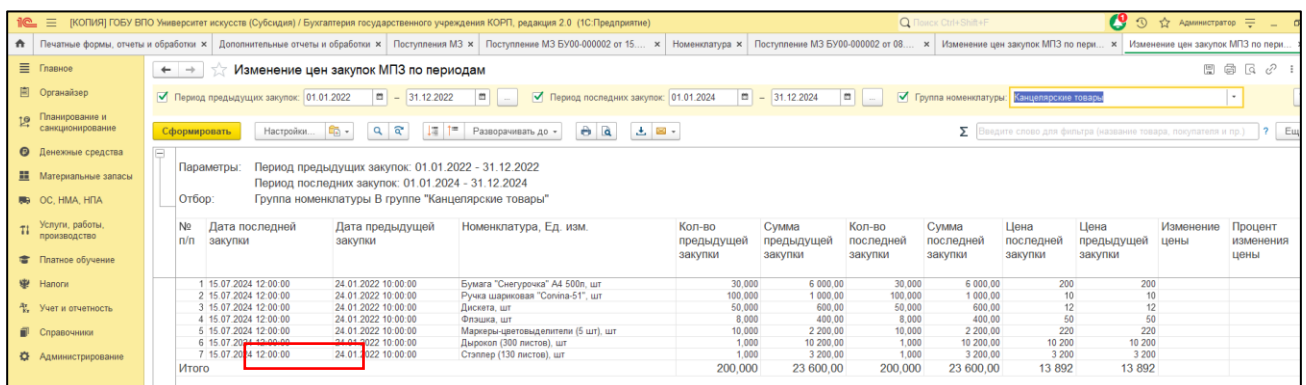 1С [КОПИЯ] ГОБУ ВПО Университет искусств (Субсидия) / Бухгалтерия государственного учреждения КОРП, редакция 2.0 (1С:Предприятие) Поиск Ctrl+Shift+F Администратор
Печатные формы, отчеты и обработки × Дополнительные отчеты и обработки × Поступления МЗ × Поступление МЗ БУ00-000002 от 15.... × Номенклатура × Поступление МЗ БУ00-000002 от 08.... × Изменение цен закупок МПЗ по пери... × Изменение цен закупок МПЗ по пери...
Главное
Органайзер
Планирование и санкционирование
Денежные средства
Материальные запасы
ОС, НМА, НПА
Услуги, работы, производство
Платное обучение
Налоги
Учет и отчетность
Справочники
Администрирование
Изменение цен закупок МПЗ по периодам
Период предыдущих закупок: 01.01.2022 – 31.12.2022 ... Период последних закупок: 01.01.2024 – 31.12.2024 ... Группа номенклатуры: Канцелярские товары
Сформировать Настройки... Разворачивать до Σ Введите слово для фильтра (название товара, покупателя и пр.) ? Ещ
Параметры: Период предыдущих закупок: 01.01.2022 - 31.12.2022
Период последних закупок: 01.01.2024 - 31.12.2024
Отбор: Группа номенклатуры В группе "Канцелярские товары"
№ п/п Дата последней закупки Дата предыдущей закупки Номенклатура, Ед. изм. Кол-во предыдущей закупки Сумма предыдущей закупки Кол-во последней закупки Сумма последней закупки Цена последней закупки Цена предыдущей закупки Изменение цены Процент изменения цены
1 15.07.2024 12:00:00 24.01.2022 10:00:00 Бумага "Снегурочка" А4 500л, шт 30,000 6 000,00 30,000 6 000,00 200 200
2 15.07.2024 12:00:00 24.01.2022 10:00:00 Ручка шариковая "Corvina-51", шт 100,000 1 000,00 100,000 1 000,00 10 10
3 15.07.2024 12:00:00 24.01.2022 10:00:00 Дискета, шт 50,000 600,00 50,000 600,00 12 12
4 15.07.2024 12:00:00 24.01.2022 10:00:00 Флэшка, шт 8,000 400,00 8,000 400,00 50 50
5 15.07.2024 12:00:00 24.01.2022 10:00:00 Маркеры-цветовыделители (5 шт), шт 10,000 2 200,00 10,000 2 200,00 220 220
6 15.07.2024 12:00:00 24.01.2022 10:00:00 Дырокол (300 листов), шт 1,000 10 200,00 1,000 10 200,00 10 200 10 200
7 15.07.2024 12:00:00 24.01.2022 10:00:00 Стэплер (130 листов), шт 1,000 3 200,00 1,000 3 200,00 3 200 3 200
Итого 200,000 23 600,00 200,000 23 600,00 13 892 13 892